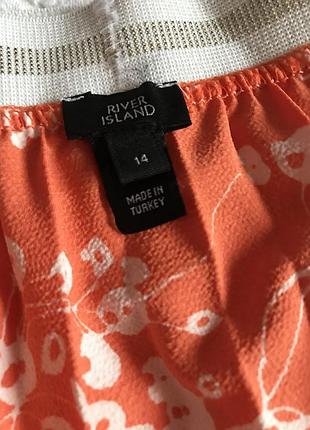 RIVER
ISLAND
14
MADE IN
TURKEY